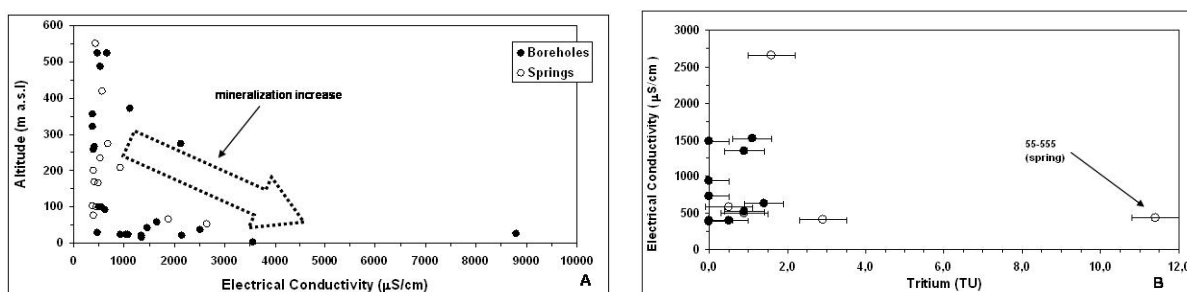 600
500
400
300
200
100
0
Altitude (m a.s.l)
Boreholes
Springs
mineralization increase
0 1000 2000 3000 4000 5000 6000 7000 8000 9000 10000
Electrical Conductivity (µS/cm)
A
3000
2500
2000
1500
1000
500
0
Electrical Conductivity (µS/cm)
55-555
(spring)
0,0 2,0 4,0 6,0 8,0 10,0 12,0
Tritium (TU)
B